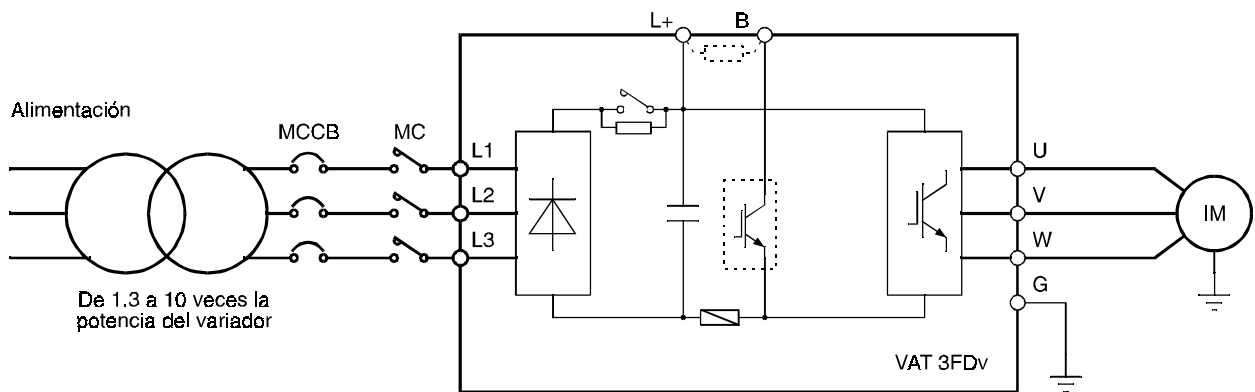 L+ B
Alimentación
MCCB MC
L1 U
L2 V
IM
L3 W
G
De 1.3 a 10 veces la
potencia del variador
VAT 3FDv